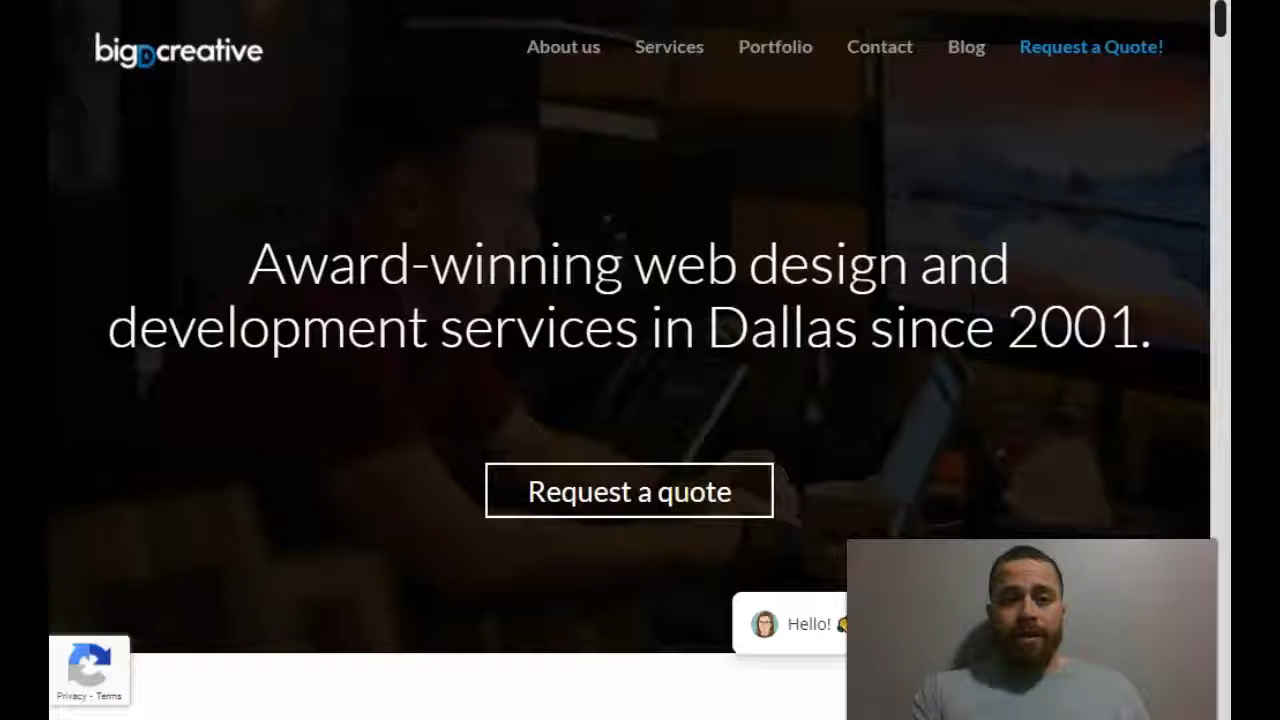 bigDcreative
About us Services Portfolio Contact Blog Request a Quote!
Award-winning web design and
development services in Dallas since 2001.
Request a quote
Hello!
Privacy - Terms